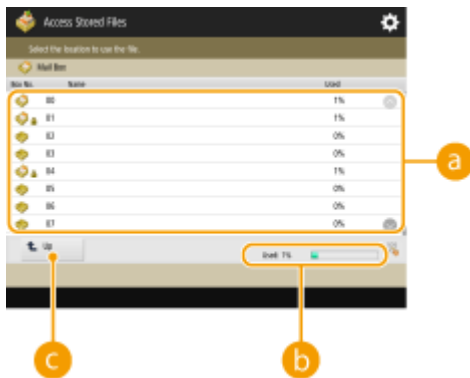 Access Stored Files
Select the location to use the file.
Mail Box
Box No. Name Used
00 1%
01 1%
02 0%
03 0%
04 1%
05 0%
06 0%
07 0%
a
Up
Used: 1%
c
b